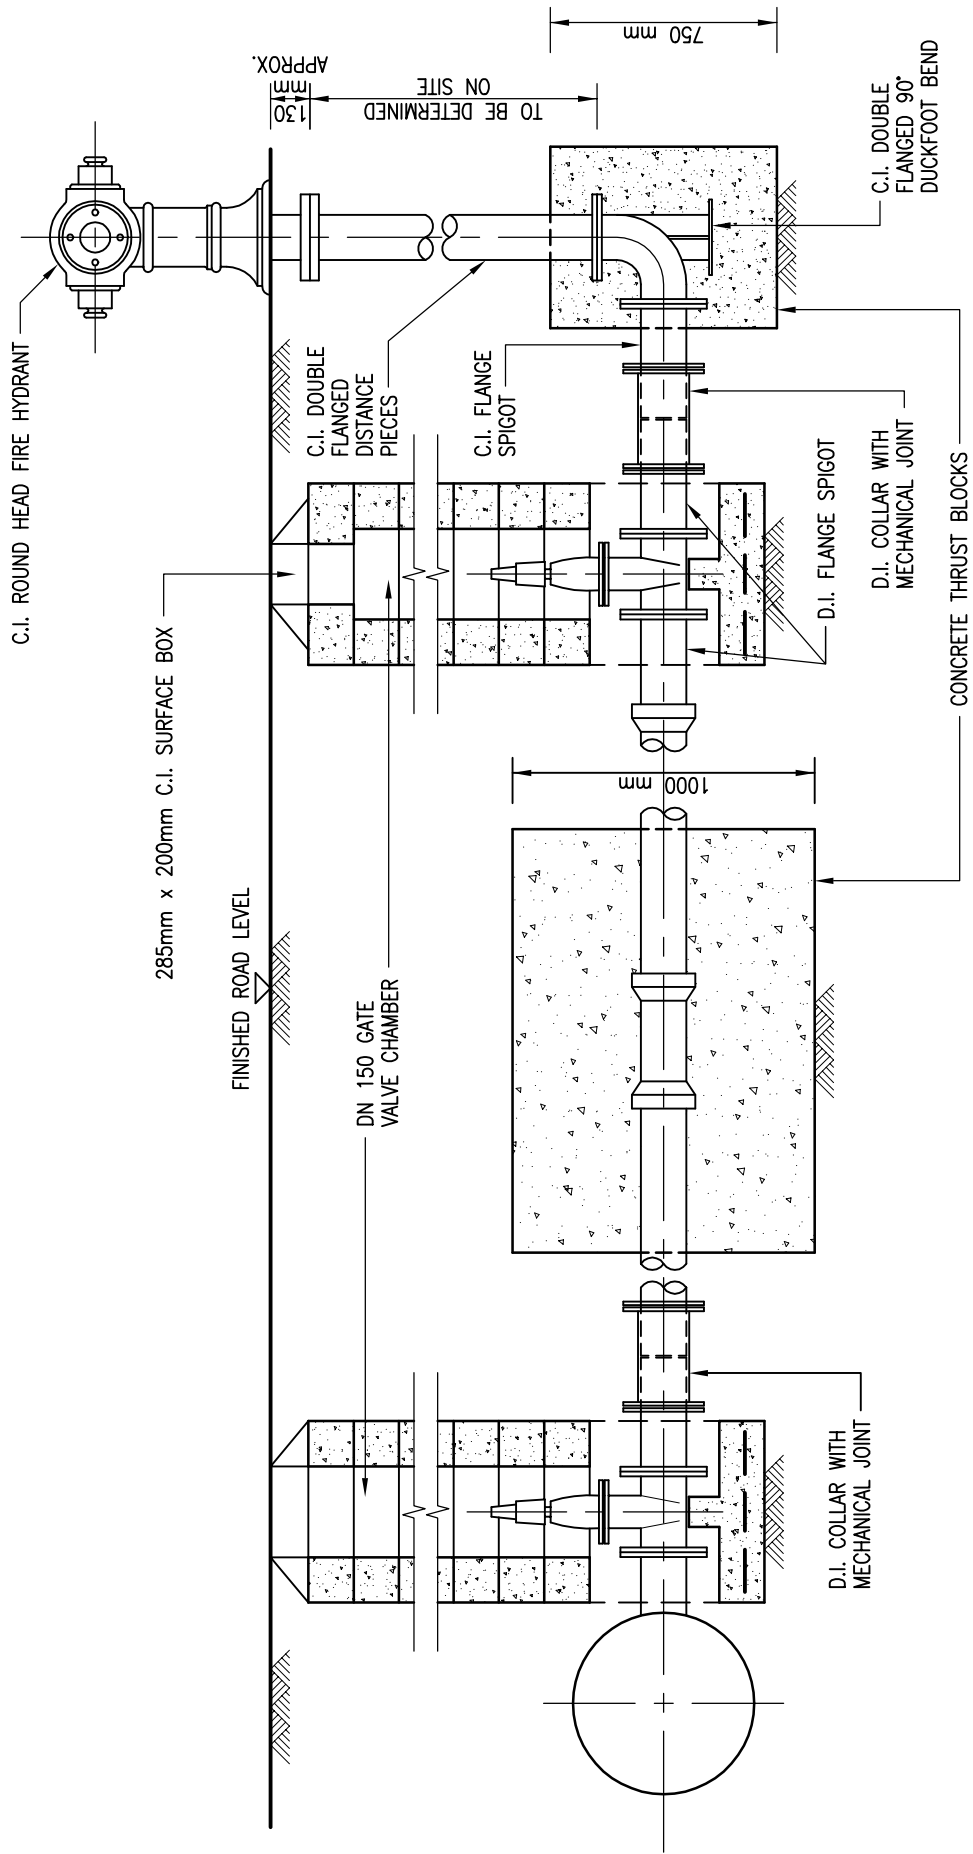 C.I. ROUND HEAD FIRE HYDRANT
285mm x 200mm C.I. SURFACE BOX
FINISHED ROAD LEVEL
130
mm
APPROX.
TO BE DETERMINED
ON SITE
750 mm
C.I. DOUBLE
FLANGED
DISTANCE
PIECES
DN 150 GATE
VALVE CHAMBER
C.I. FLANGE
SPIGOT
1000 mm
D.I. FLANGE SPIGOT
D.I. COLLAR WITH
MECHANICAL JOINT
C.I. DOUBLE
FLANGED 90°
DUCKFOOT BEND
D.I. COLLAR WITH
MECHANICAL JOINT
CONCRETE THRUST BLOCKS